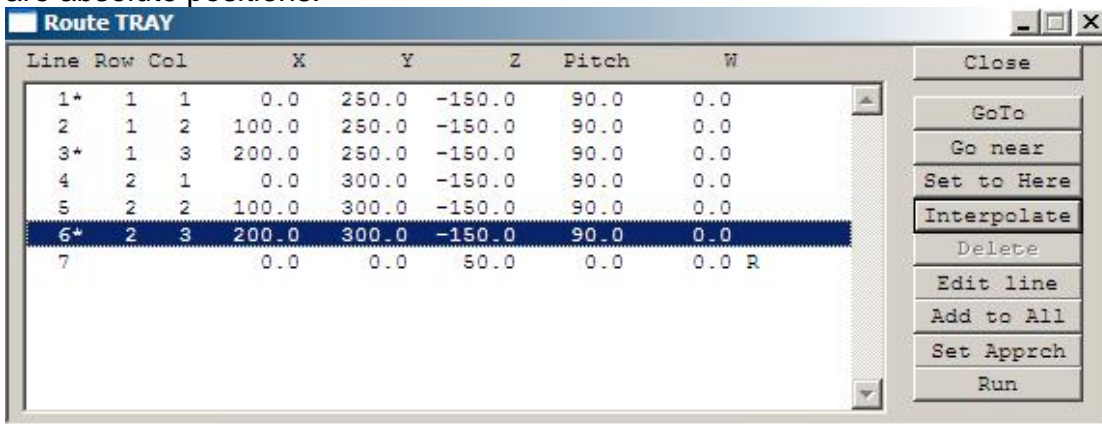 are absolute positions.
Route TRAY
Line Row Col X Y Z Pitch W
1* 1 1 0.0 250.0 -150.0 90.0 0.0
2 1 2 100.0 250.0 -150.0 90.0 0.0
3* 1 3 200.0 250.0 -150.0 90.0 0.0
4 2 1 0.0 300.0 -150.0 90.0 0.0
5 2 2 100.0 300.0 -150.0 90.0 0.0
6* 2 3 200.0 300.0 -150.0 90.0 0.0
7 0.0 0.0 50.0 0.0 0.0 R
Close
GoTo
Go near
Set to Here
Interpolate
Delete
Edit line
Add to All
Set Apprch
Run